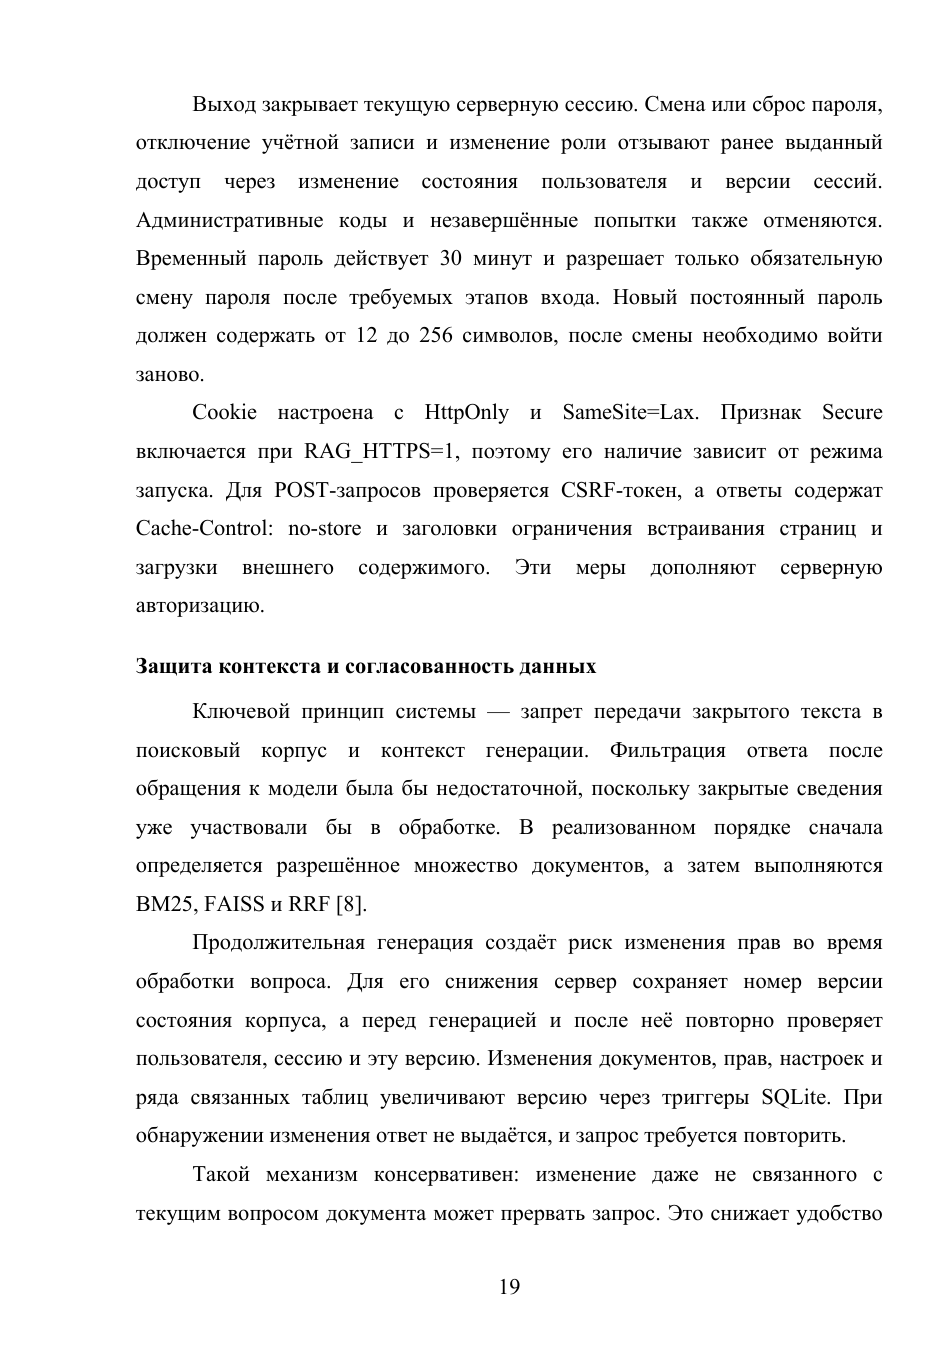 Выход закрывает текущую серверную сессию. Смена или сброс пароля,
отключение учётной записи и изменение роли отзывают ранее выданный
доступ через изменение состояния пользователя и версии сессий.
Административные коды и незавершённые попытки также отменяются.
Временный пароль действует 30 минут и разрешает только обязательную
смену пароля после требуемых этапов входа. Новый постоянный пароль
должен содержать от 12 до 256 символов, после смены необходимо войти
заново.
Cookie настроена с HttpOnly и SameSite=Lax. Признак Secure
включается при RAG_HTTPS=1, поэтому его наличие зависит от режима
запуска. Для POST-запросов проверяется CSRF-токен, а ответы содержат
Cache-Control: no-store и заголовки ограничения встраивания страниц и
загрузки внешнего содержимого. Эти меры дополняют серверную
авторизацию.
Защита контекста и согласованность данных
Ключевой принцип системы — запрет передачи закрытого текста в
поисковый корпус и контекст генерации. Фильтрация ответа после
обращения к модели была бы недостаточной, поскольку закрытые сведения
уже участвовали бы в обработке. В реализованном порядке сначала
определяется разрешённое множество документов, а затем выполняются
BM25, FAISS и RRF [8].
Продолжительная генерация создаёт риск изменения прав во время
обработки вопроса. Для его снижения сервер сохраняет номер версии
состояния корпуса, а перед генерацией и после неё повторно проверяет
пользователя, сессию и эту версию. Изменения документов, прав, настроек и
ряда связанных таблиц увеличивают версию через триггеры SQLite. При
обнаружении изменения ответ не выдаётся, и запрос требуется повторить.
Такой механизм консервативен: изменение даже не связанного с
текущим вопросом документа может прервать запрос. Это снижает удобство
19